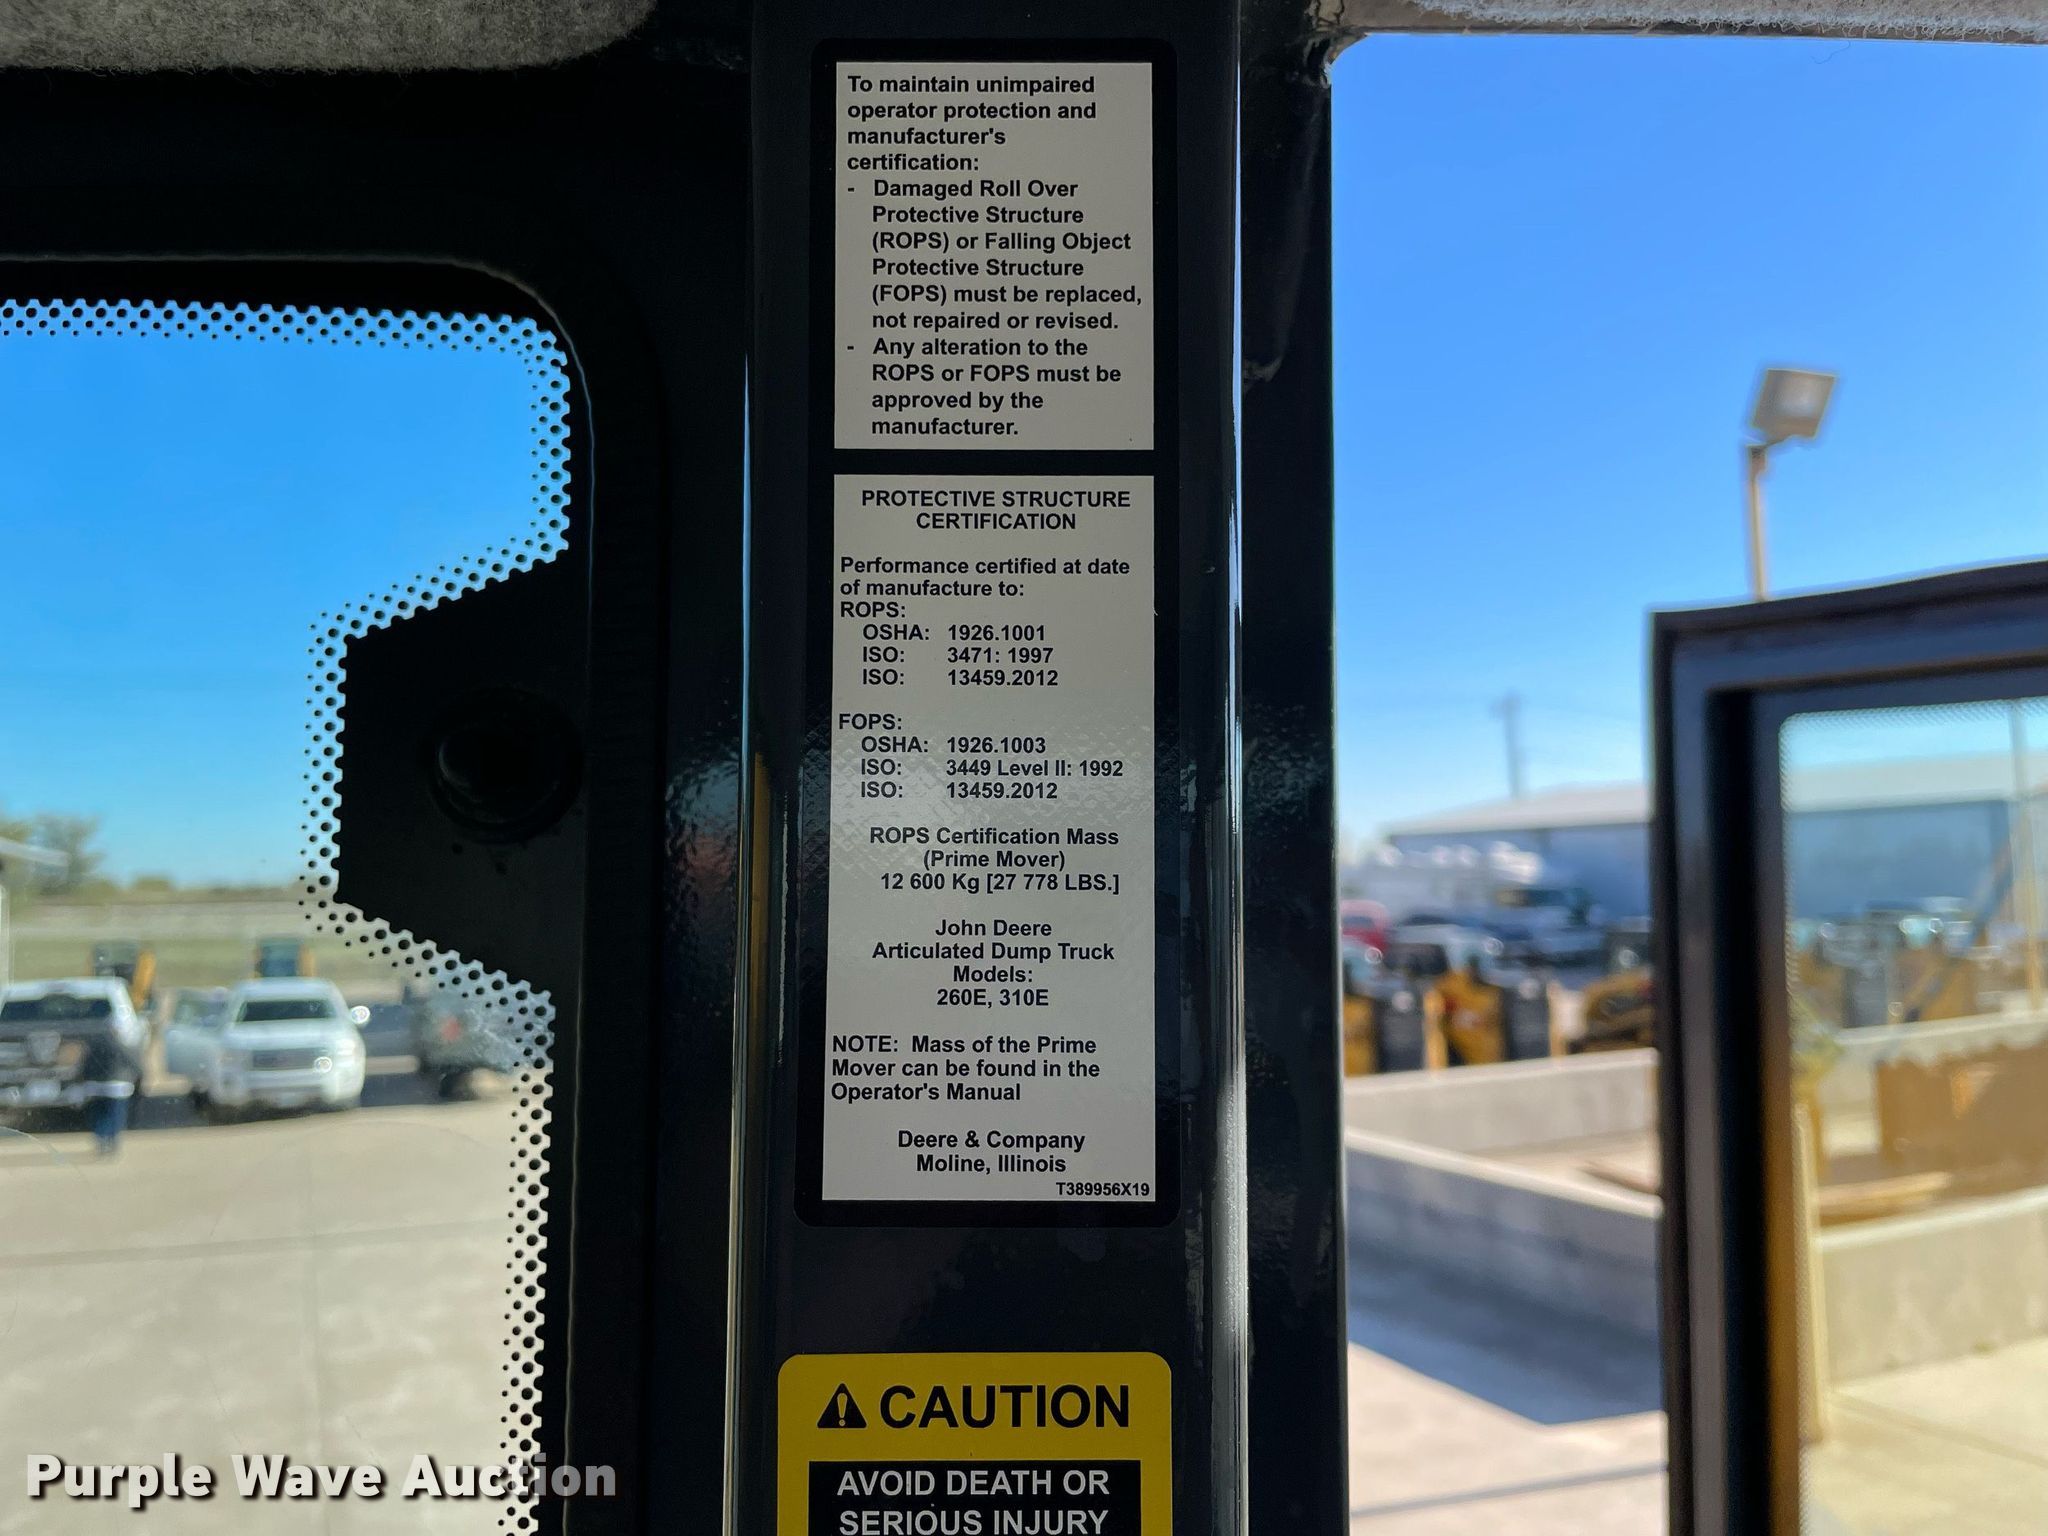 To maintain unimpaired
operator protection and
manufacturer's
certification:
- Damaged Roll Over
Protective Structure
(ROPS) or Falling Object
Protective Structure
(FOPS) must be replaced,
not repaired or revised.
- Any alteration to the
ROPS or FOPS must be
approved by the
manufacturer.
PROTECTIVE STRUCTURE
CERTIFICATION
Performance certified at date
of manufacture to:
ROPS:
OSHA: 1926.1001
ISO: 3471: 1997
ISO: 13459.2012
FOPS:
OSHA: 1926.1003
ISO: 3449 Level II: 1992
ISO: 13459.2012
ROPS Certification Mass
(Prime Mover)
12 600 Kg [27 778 LBS.]
John Deere
Articulated Dump Truck
Models:
260E, 310E
NOTE: Mass of the Prime
Mover can be found in the
Operator's Manual
Deere & Company
Moline, Illinois
T389956X19
CAUTION
AVOID DEATH OR
SERIOUS INJURY
Purple Wave Auction